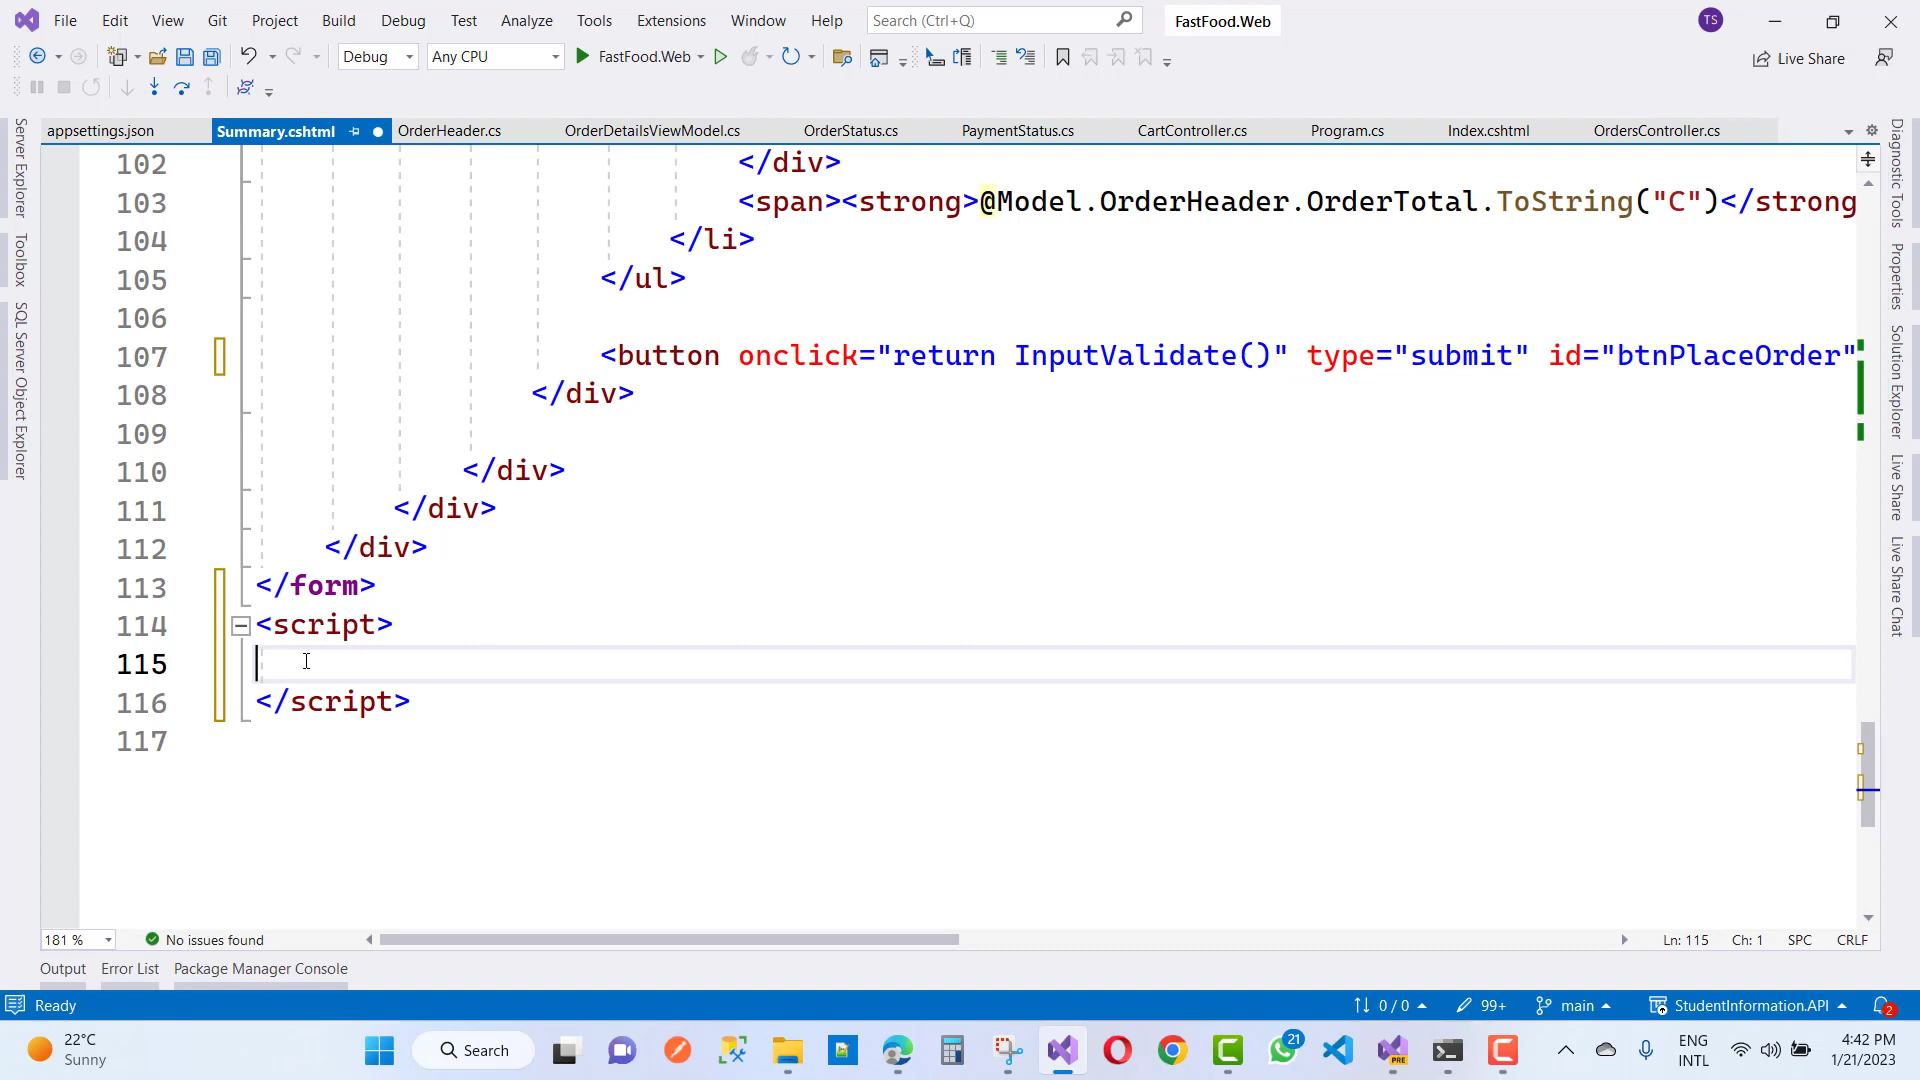 File Edit View Git Project Build Debug Test Analyze Tools Extensions Window Help Search (Ctrl+Q) FastFood.Web TS
Debug Any CPU FastFood.Web Live Share
appsettings.json Summary.cshtml OrderHeader.cs OrderDetailsViewModel.cs OrderStatus.cs PaymentStatus.cs CartController.cs Program.cs Index.cshtml OrdersController.cs
Server Explorer
Toolbox
SQL Server Object Explorer
102 </div>
103 <span><strong>@Model.OrderHeader.OrderTotal.ToString("C")</strong
104 </li>
105 </ul>
106
107 <button onclick="return InputValidate()" type="submit" id="btnPlaceOrder"
108 </div>
109
110 </div>
111 </div>
112 </div>
113 </form>
114 <script>
115
116 </script>
117
Diagnostic Tools
Properties
Solution Explorer
Live Share
Live Share Chat
181 % No issues found Ln: 115 Ch: 1 SPC CRLF
Output Error List Package Manager Console
Ready 0 / 0 99+ main StudentInformation.API 2
22°C
Sunny
Search
21
PRE
ENG
INTL
4:42 PM
1/21/2023